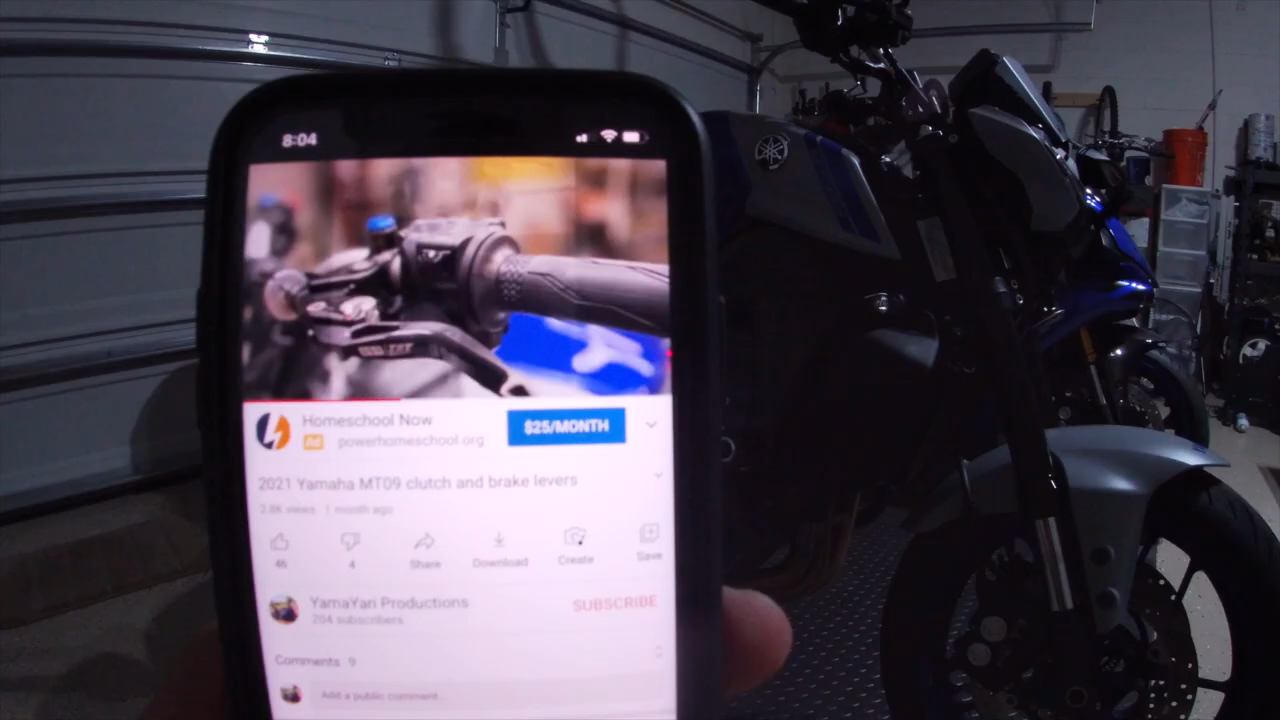 8:04
Homeschool Now
$25/MONTH
Ad powerhomeschool.org
2021 Yamaha MT09 clutch and brake levers
2.8K views 1 month ago
46
4
Share
Download
Create
Save
YamaYari Productions
SUBSCRIBE
204 subscribers
Comments 9
Add a public comment...